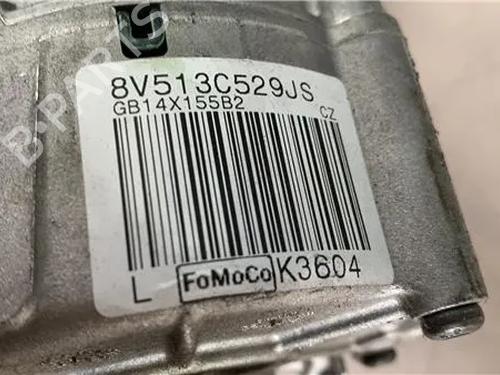 B-PARTS
8V513C529JS
GB14X155B2
CZ
L FoMoCo K3604